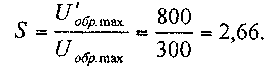 S = U'обр.max / Uобр.max ≈ 800 / 300 = 2,66.